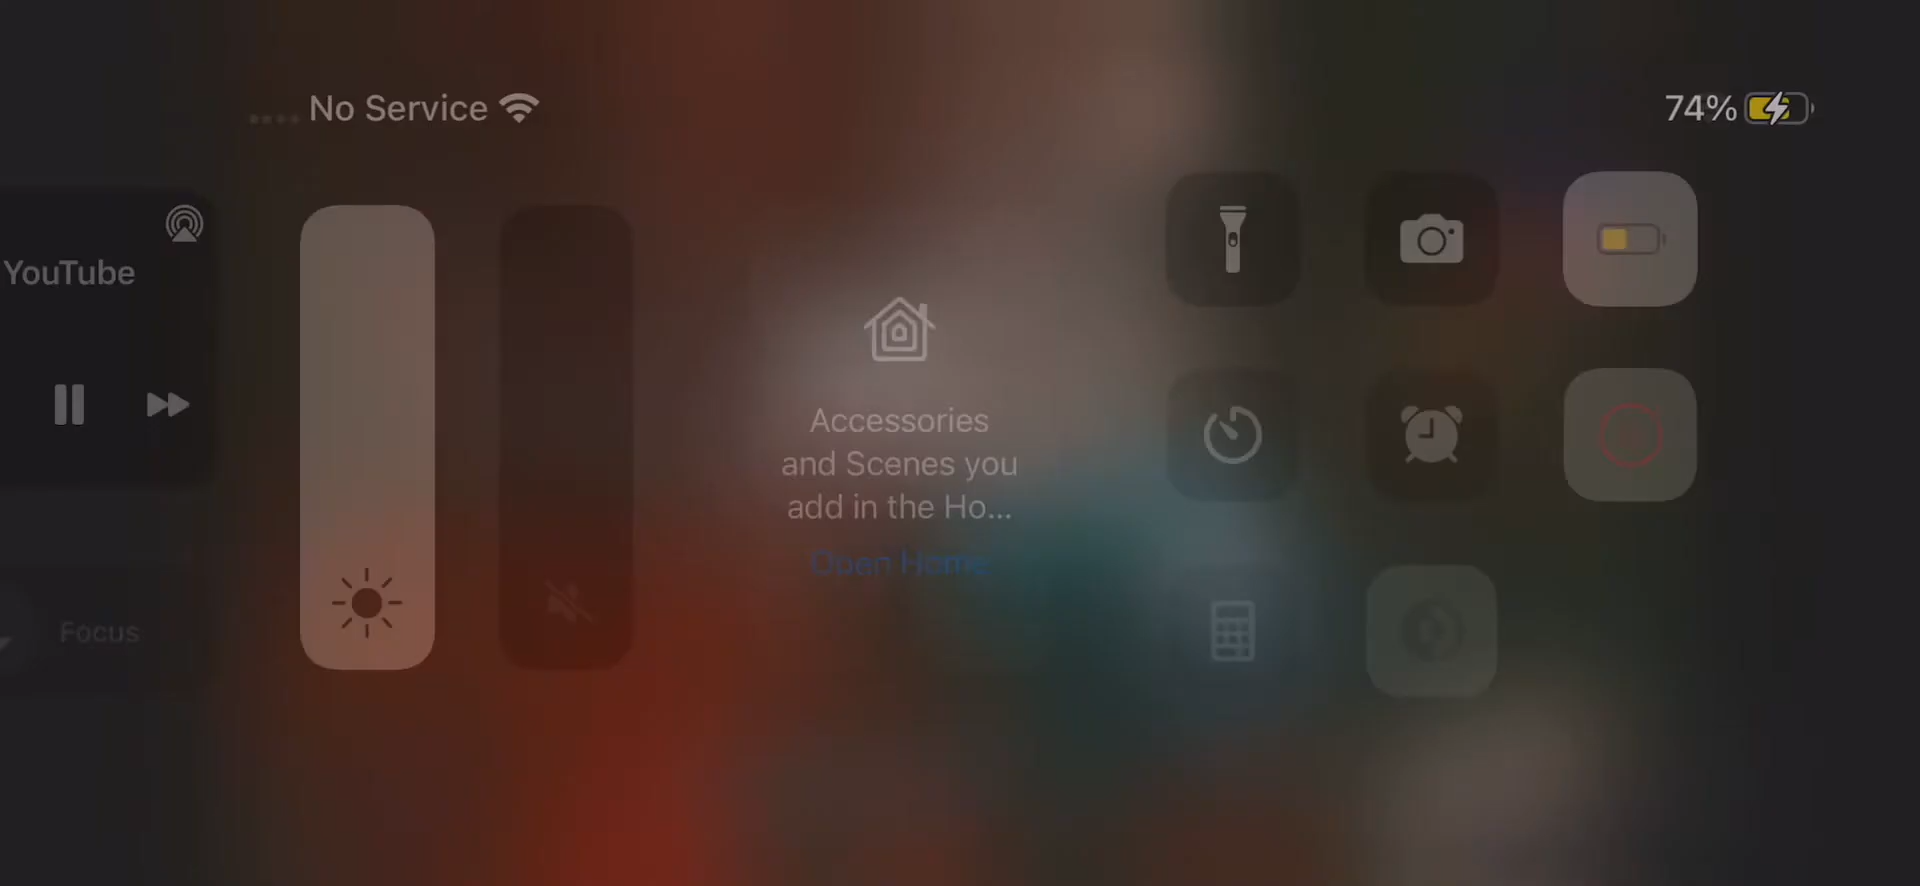 No Service
74%
YouTube
Accessories
and Scenes you
add in the Ho...
Open Home
Focus